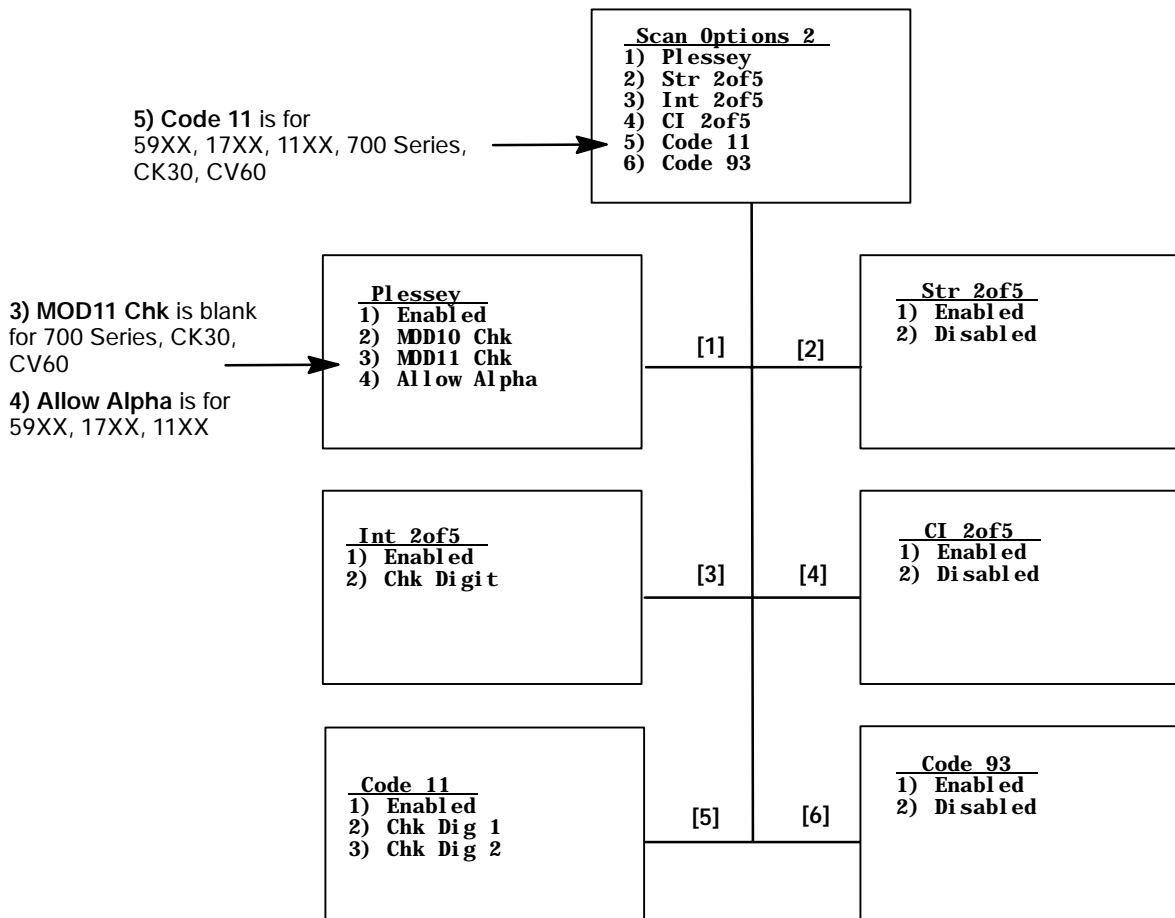 Scan Options 2
1) Plessey
2) Str 2of5
3) Int 2of5
4) CI 2of5
5) Code 11
6) Code 93
5) Code 11 is for
59XX, 17XX, 11XX, 700 Series,
CK30, CV60
3) MOD11 Chk is blank
for 700 Series, CK30,
CV60
4) Allow Alpha is for
59XX, 17XX, 11XX
Plessey
1) Enabled
2) MOD10 Chk
3) MOD11 Chk
4) Allow Alpha
[1]
[2]
Str 2of5
1) Enabled
2) Disabled
Int 2of5
1) Enabled
2) Chk Digit
[3]
[4]
CI 2of5
1) Enabled
2) Disabled
Code 11
1) Enabled
2) Chk Dig 1
3) Chk Dig 2
[5]
[6]
Code 93
1) Enabled
2) Disabled